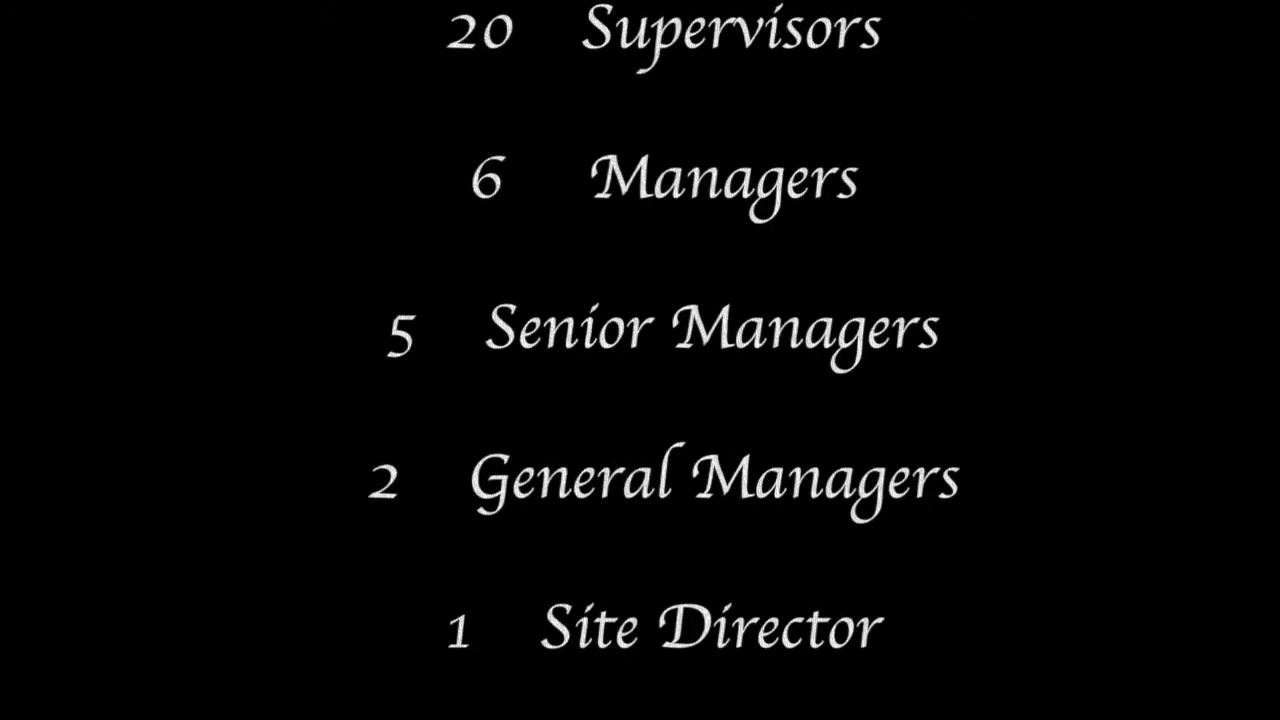 20 Supervisors
6 Managers
5 Senior Managers
2 General Managers
1 Site Director